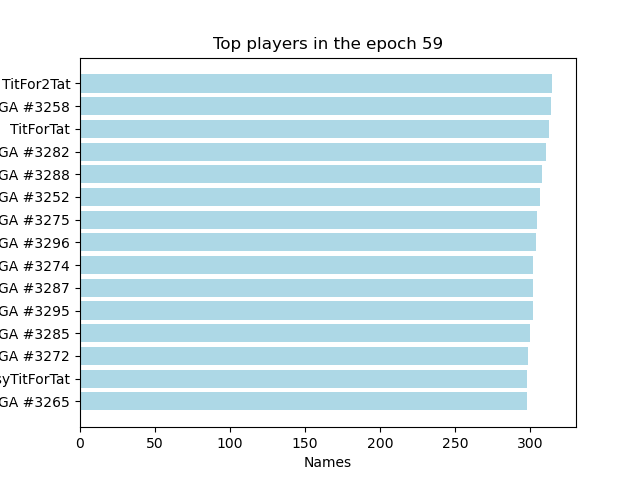 Top players in the epoch 59
TitFor2Tat
GA #3258
TitForTat
GA #3282
GA #3288
GA #3252
GA #3275
GA #3296
GA #3274
GA #3287
GA #3295
GA #3285
GA #3272
syTitForTat
GA #3265
0 50 100 150 200 250 300
Names